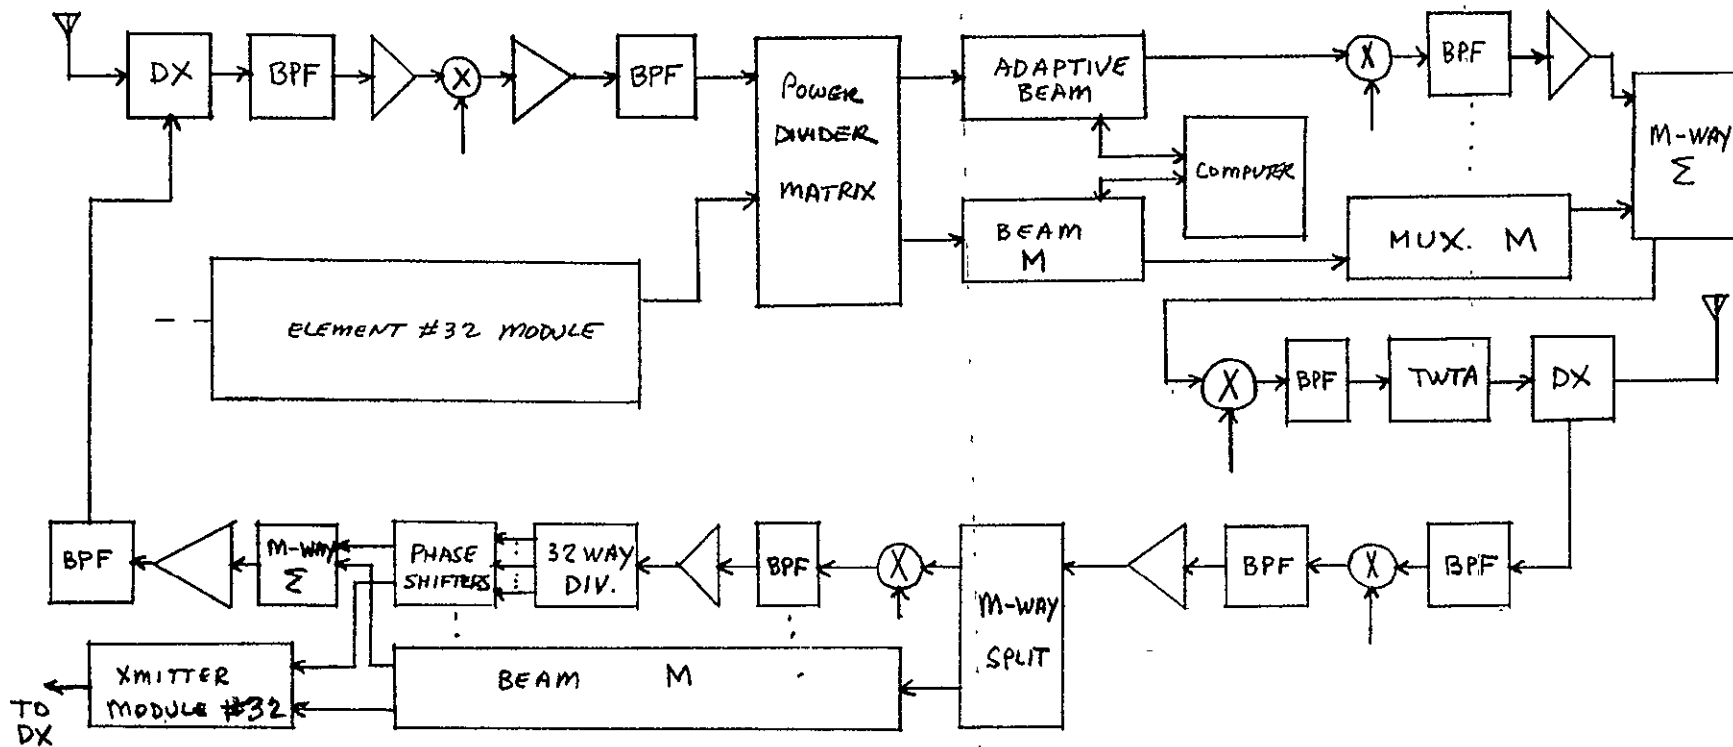 DX
BPF
X
BPF
POWER
DIVIDER
MATRIX
ADAPTIVE
BEAM
X
BPF
M-WAY
Σ
COMPUTER
BEAM
M
MUX. M
ELEMENT #32 MODULE
X
BPF
TWTA
DX
BPF
M-WAY
Σ
PHASE
SHIFTERS
32 WAY
DIV.
BPF
X
M-WAY
SPLIT
BPF
X
BPF
XMITTER
MODULE #32
BEAM M
TO
DX